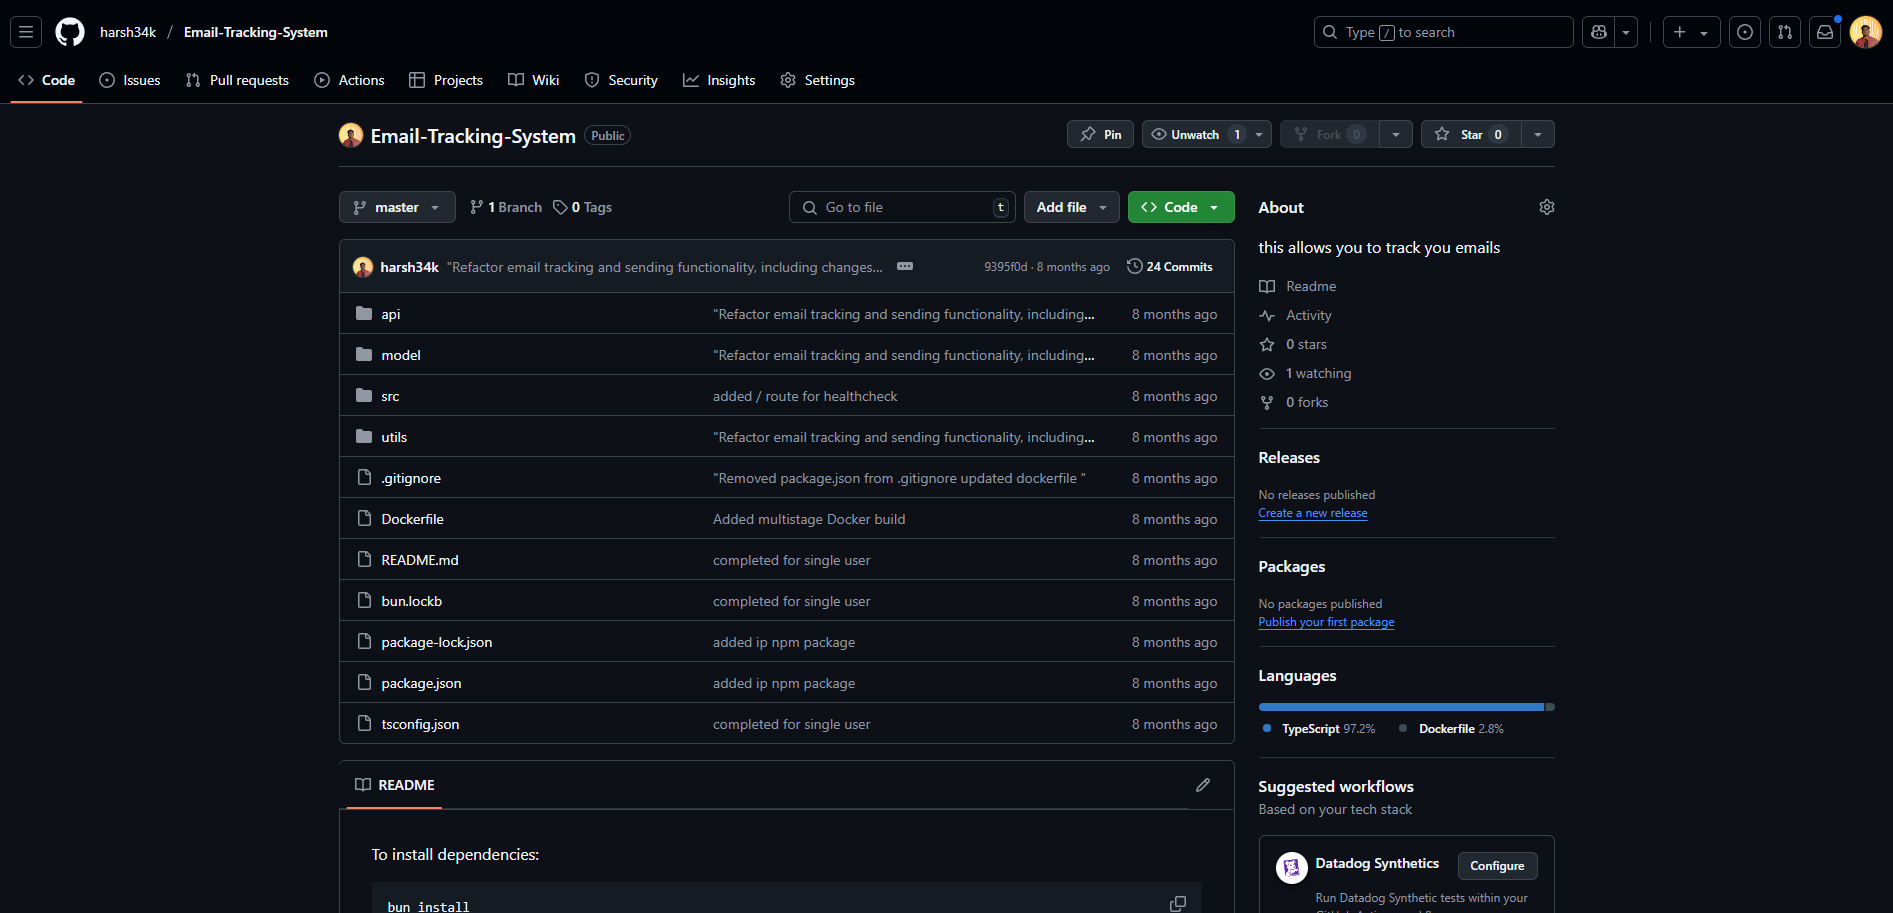 harsh34k / Email-Tracking-System
Type / to search
Code Issues Pull requests Actions Projects Wiki Security Insights Settings
Email-Tracking-System Public
Pin Unwatch 1 Fork 0 Star 0
master 1 Branch 0 Tags Go to file t Add file Code
harsh34k "Refactor email tracking and sending functionality, including changes... 9395f0d · 8 months ago 24 Commits
api "Refactor email tracking and sending functionality, including... 8 months ago
model "Refactor email tracking and sending functionality, including... 8 months ago
src added / route for healthcheck 8 months ago
utils "Refactor email tracking and sending functionality, including... 8 months ago
.gitignore "Removed package.json from .gitignore updated dockerfile " 8 months ago
Dockerfile Added multistage Docker build 8 months ago
README.md completed for single user 8 months ago
bun.lockb completed for single user 8 months ago
package-lock.json added ip npm package 8 months ago
package.json added ip npm package 8 months ago
tsconfig.json completed for single user 8 months ago
README
To install dependencies:
bun install
About
this allows you to track you emails
Readme
Activity
0 stars
1 watching
0 forks
Releases
No releases published
Create a new release
Packages
No packages published
Publish your first package
Languages
TypeScript 97.2% Dockerfile 2.8%
Suggested workflows
Based on your tech stack
Datadog Synthetics Configure
Run Datadog Synthetic tests within your